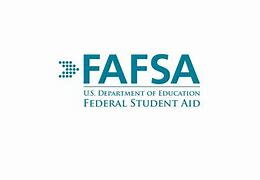 FAFSA
U.S. DEPARTMENT OF EDUCATION
FEDERAL STUDENT AID